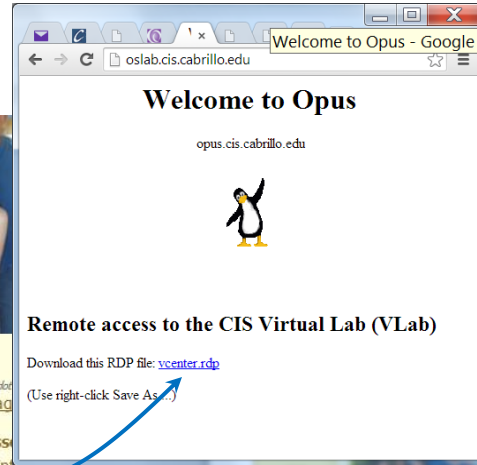 Welcome to Opus - Google
oslab.cis.cabrillo.edu
Welcome to Opus
opus.cis.cabrillo.edu
Remote access to the CIS Virtual Lab (VLab)
Download this RDP file: vcenter.rdp
(Use right-click Save As ...)